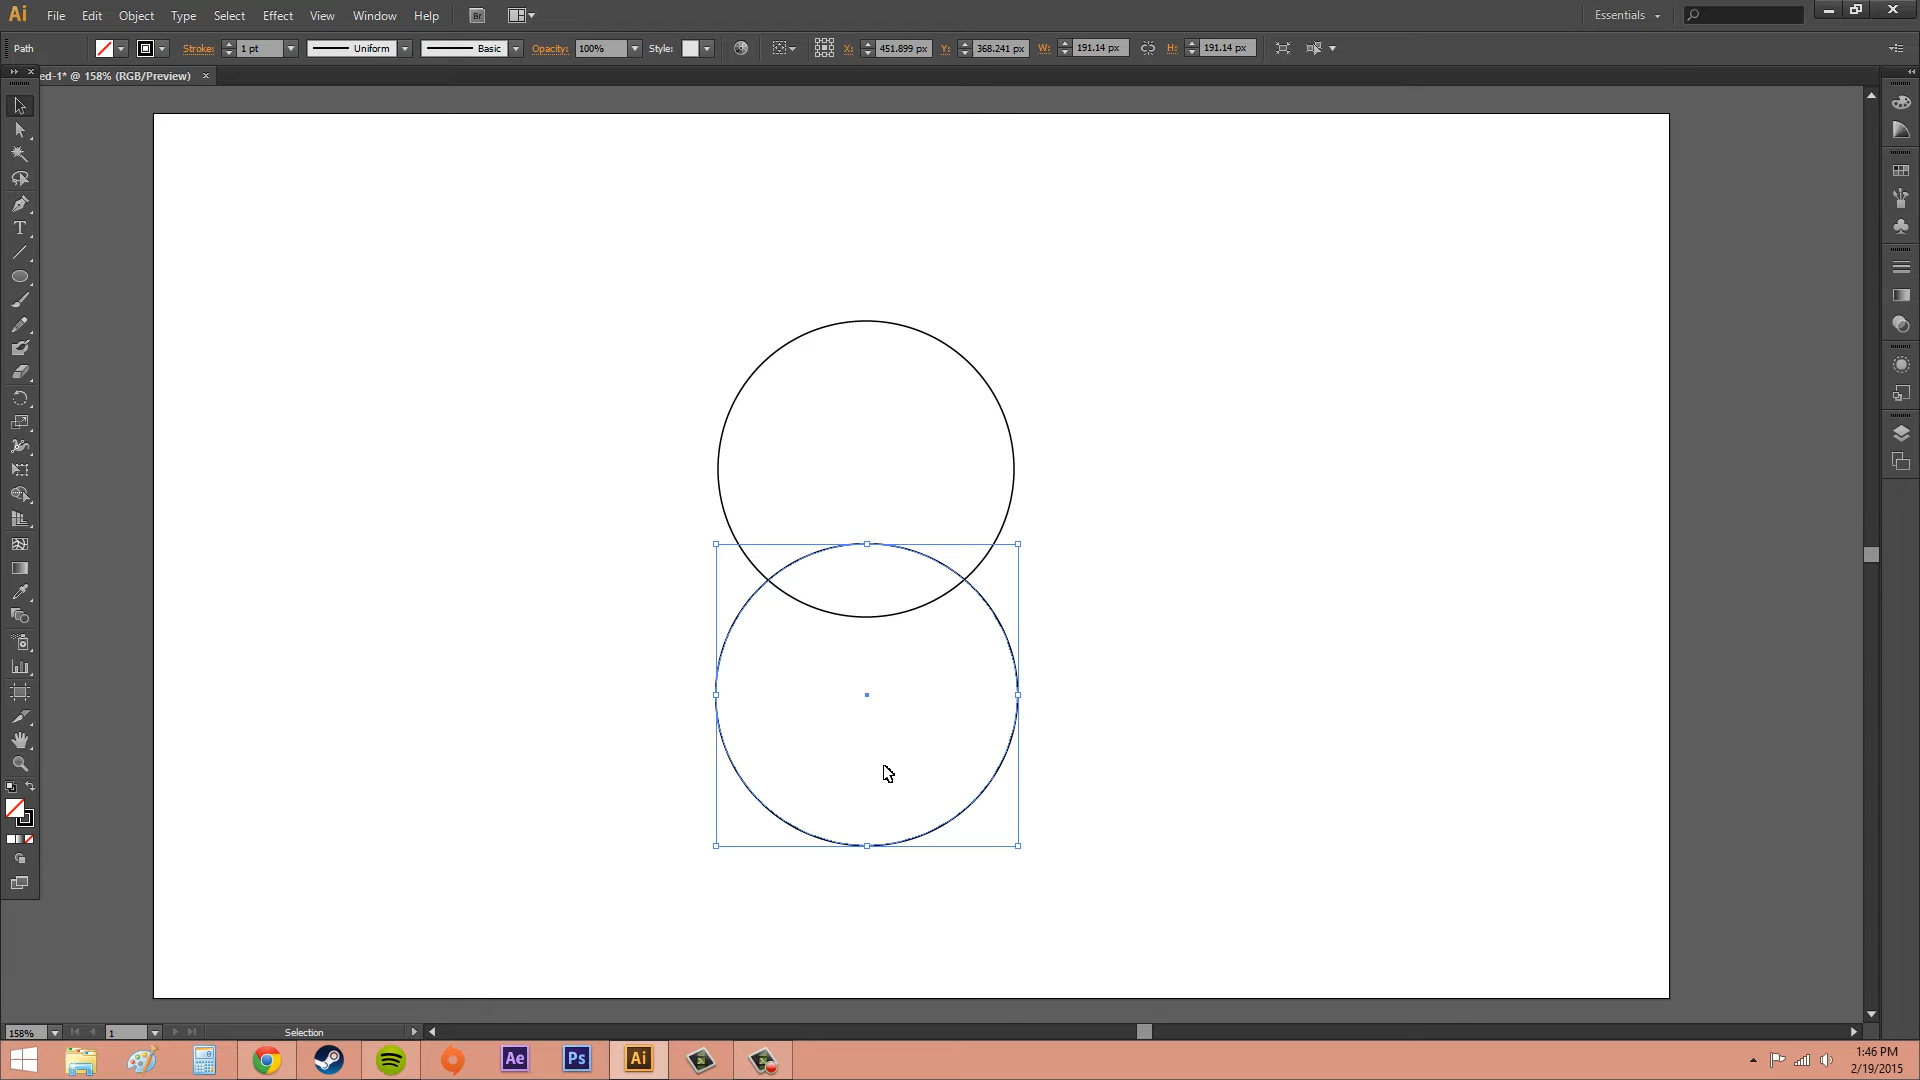 Ai File Edit Object Type Select Effect View Window Help Br Essentials
Path Stroke: 1 pt Uniform Basic Opacity: 100% Style: X: 451.899 px Y: 368.241 px W: 191.14 px H: 191.14 px
ed-1* @ 158% (RGB/Preview) ×
T
158% 1 Selection
Ae Ps Ai
1:46 PM
2/19/2015